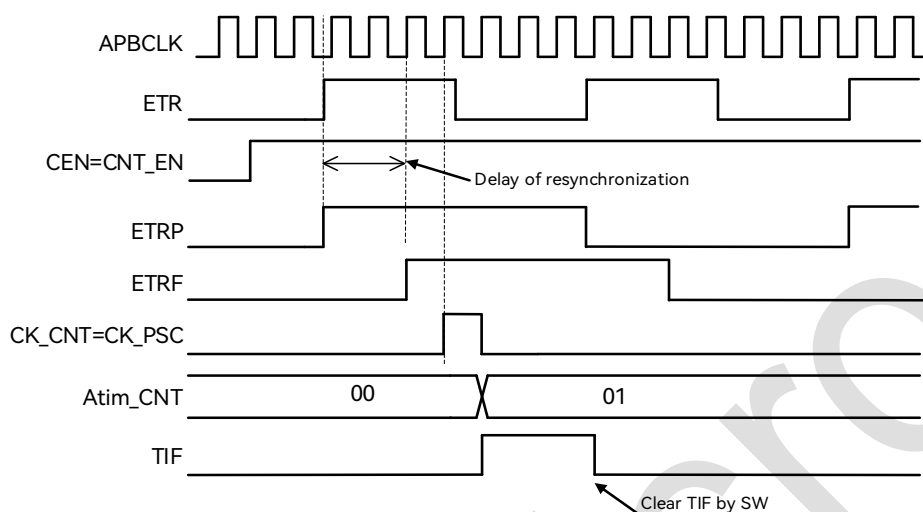 APBCLK
ETR
CEN=CNT_EN
Delay of resynchronization
ETRP
ETRF
CK_CNT=CK_PSC
Atim_CNT 00 01
TIF
Clear TIF by SW